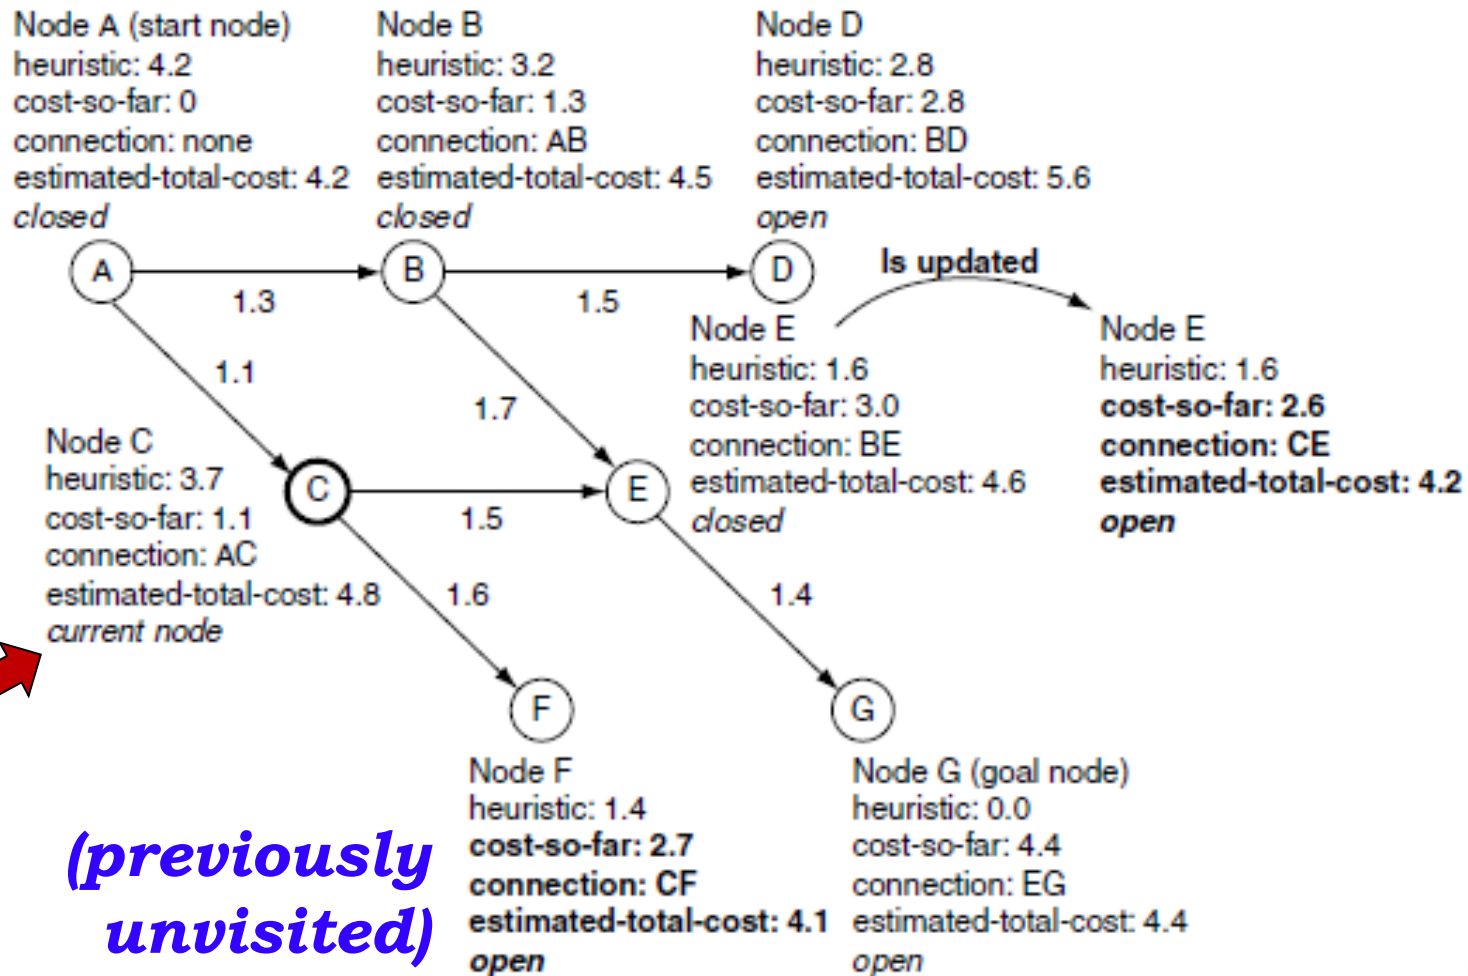 Node A (start node)
heuristic: 4.2
cost-so-far: 0
connection: none
estimated-total-cost: 4.2
closed
Node B
heuristic: 3.2
cost-so-far: 1.3
connection: AB
estimated-total-cost: 4.5
closed
Node D
heuristic: 2.8
cost-so-far: 2.8
connection: BD
estimated-total-cost: 5.6
open
A
1.3
B
1.5
D
Is updated
1.1
1.7
Node E
heuristic: 1.6
cost-so-far: 3.0
connection: BE
estimated-total-cost: 4.6
closed
Node E
heuristic: 1.6
cost-so-far: 2.6
connection: CE
estimated-total-cost: 4.2
open
Node C
heuristic: 3.7
cost-so-far: 1.1
connection: AC
estimated-total-cost: 4.8
current node
C
1.5
E
1.6
1.4
F
G
(previously
unvisited)
Node F
heuristic: 1.4
cost-so-far: 2.7
connection: CF
estimated-total-cost: 4.1
open
Node G (goal node)
heuristic: 0.0
cost-so-far: 4.4
connection: EG
estimated-total-cost: 4.4
open